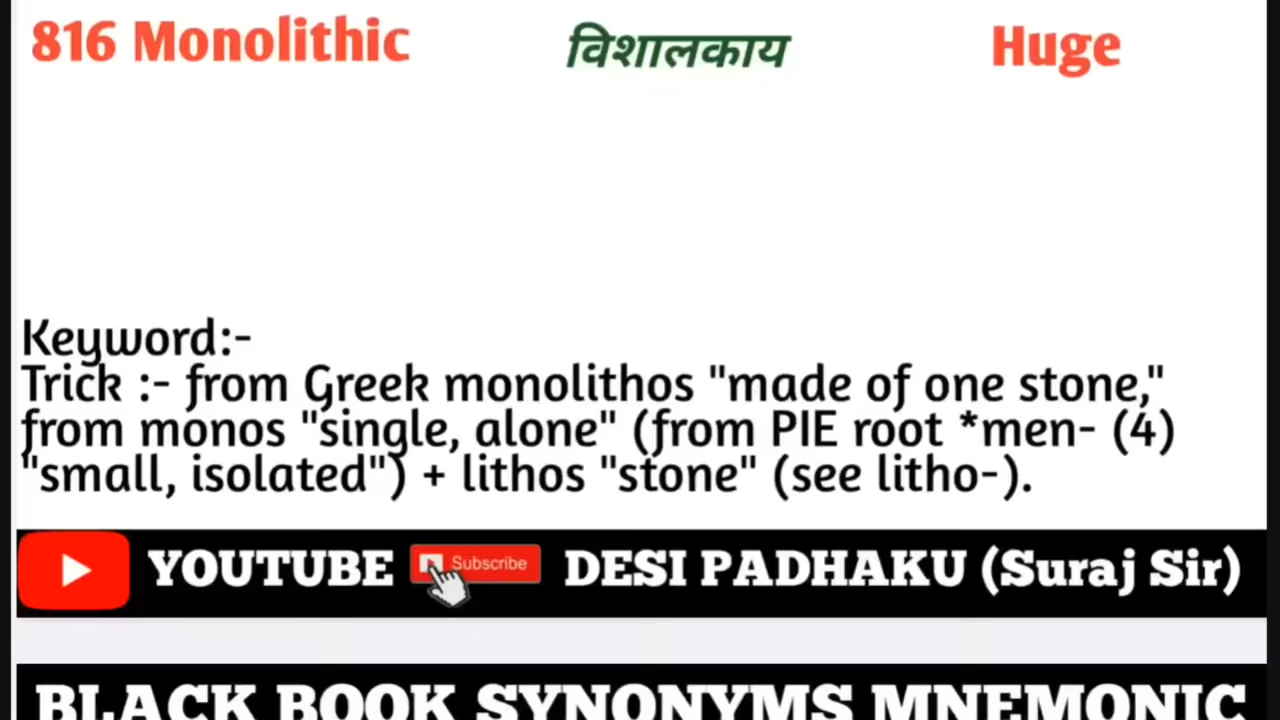 816 Monolithic विशालकाय Huge
Keyword:-
Trick :- from Greek monolithos "made of one stone,"
from monos "single, alone" (from PIE root *men- (4)
"small, isolated") + lithos "stone" (see litho-).
YOUTUBE Subscribe DESI PADHAKU (Suraj Sir)
BLACK BOOK SYNONYMS MNEMONIC